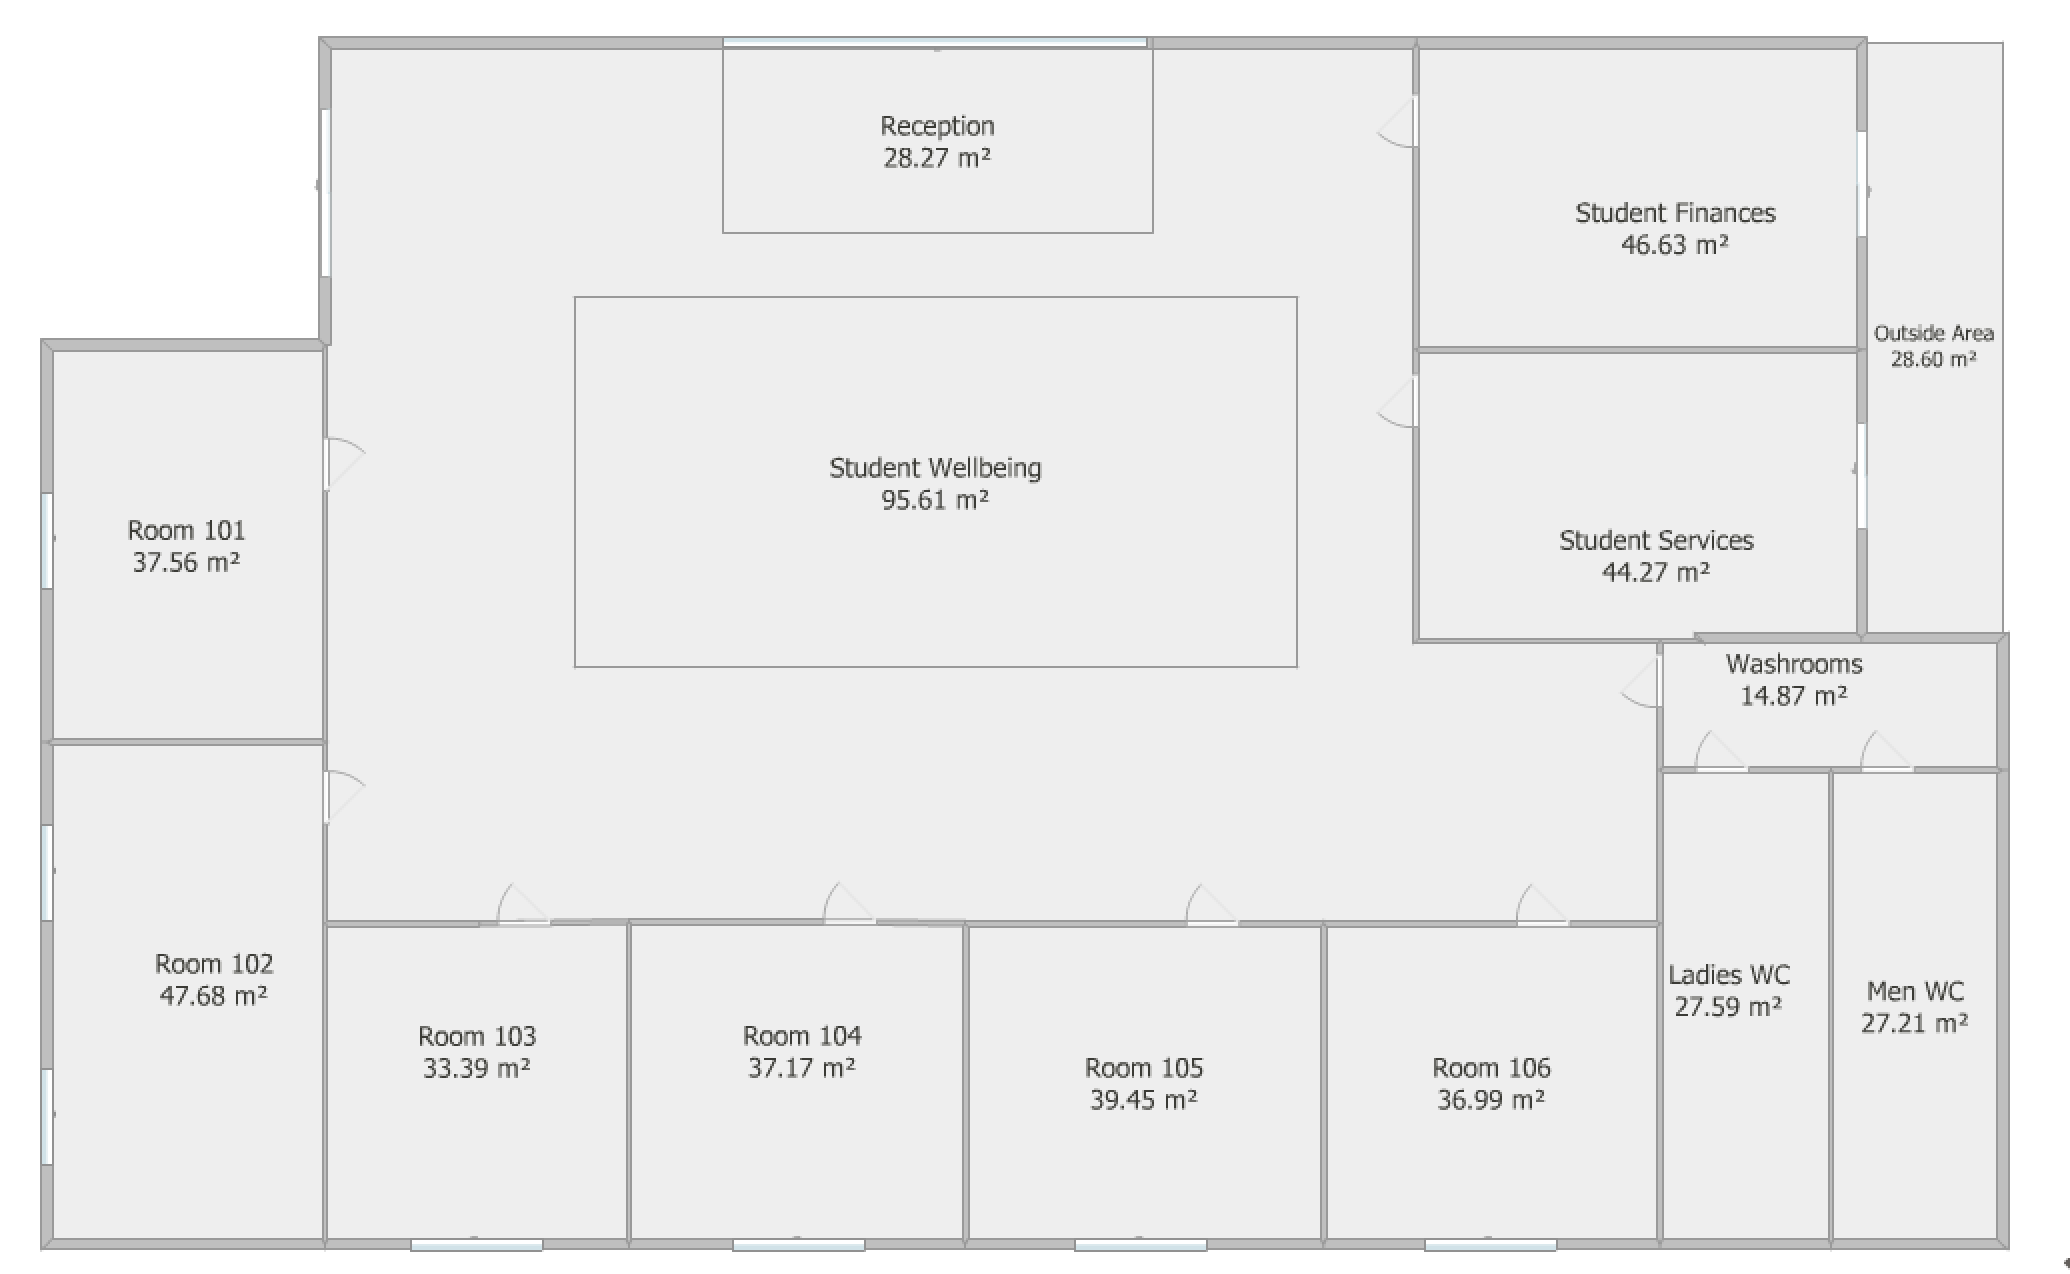 Reception
28.27 m²
Student Finances
46.63 m²
Outside Area
28.60 m²
Student Wellbeing
95.61 m²
Room 101
37.56 m²
Student Services
44.27 m²
Washrooms
14.87 m²
Room 102
47.68 m²
Ladies WC
27.59 m²
Men WC
27.21 m²
Room 103
33.39 m²
Room 104
37.17 m²
Room 105
39.45 m²
Room 106
36.99 m²